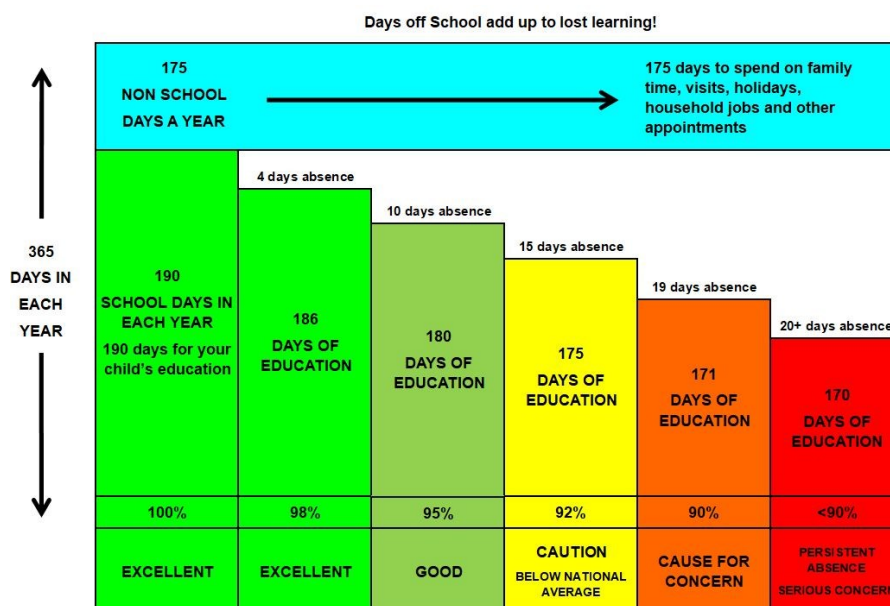 Days off School add up to lost learning!
175
NON SCHOOL
DAYS A YEAR
175 days to spend on family
time, visits, holidays,
household jobs and other
appointments
365
DAYS IN
EACH
YEAR
190
SCHOOL DAYS IN
EACH YEAR
190 days for your
child's education
4 days absence
186
DAYS OF
EDUCATION
10 days absence
180
DAYS OF
EDUCATION
15 days absence
175
DAYS OF
EDUCATION
19 days absence
171
DAYS OF
EDUCATION
20+ days absence
170
DAYS OF
EDUCATION
100%
98%
95%
92%
90%
<90%
EXCELLENT
EXCELLENT
GOOD
CAUTION
BELOW NATIONAL
AVERAGE
CAUSE FOR
CONCERN
PERSISTENT
ABSENCE
SERIOUS CONCERN